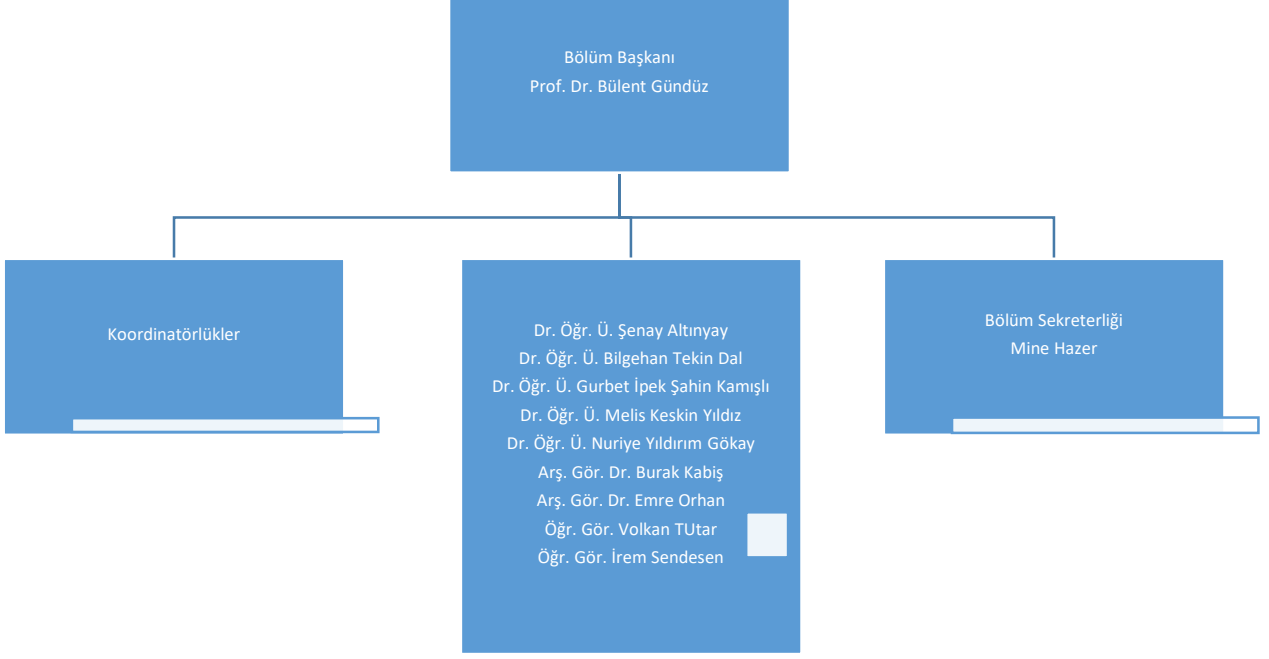 Bölüm Başkanı
Prof. Dr. Bülent Gündüz
Koordinatörlükler
Dr. Öğr. Ü. Şenay Altınyay
Dr. Öğr. Ü. Bilgehan Tekin Dal
Dr. Öğr. Ü. Gurbet İpek Şahin Kamışlı
Dr. Öğr. Ü. Melis Keskin Yıldız
Dr. Öğr. Ü. Nuriye Yıldırım Gökay
Arş. Gör. Dr. Burak Kabiş
Arş. Gör. Dr. Emre Orhan
Öğr. Gör. Volkan TUtar
Öğr. Gör. İrem Sendesen
Bölüm Sekreterliği
Mine Hazer